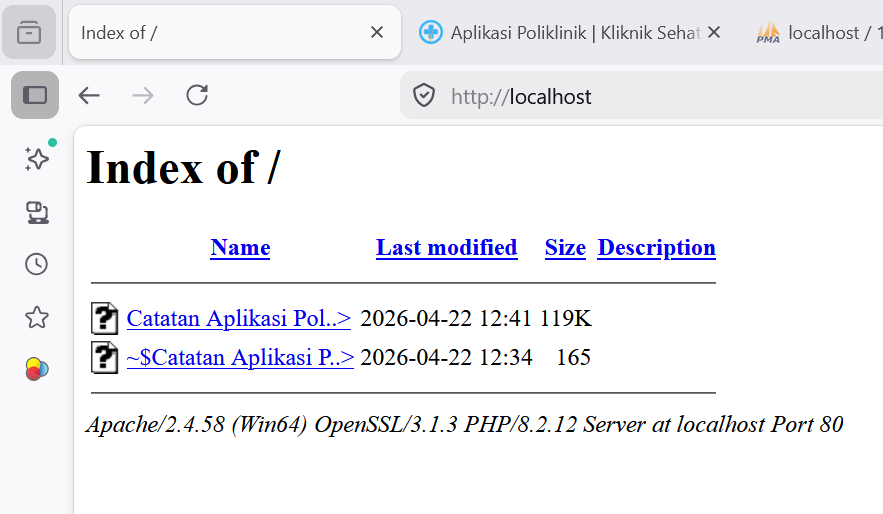 Index of /
Aplikasi Poliklinik | Kliknik Sehat
PMA
localhost / 1
http://localhost
Index of /
Name Last modified Size Description
Catatan Aplikasi Pol..> 2026-04-22 12:41 119K
~$Catatan Aplikasi P..> 2026-04-22 12:34 165
Apache/2.4.58 (Win64) OpenSSL/3.1.3 PHP/8.2.12 Server at localhost Port 80